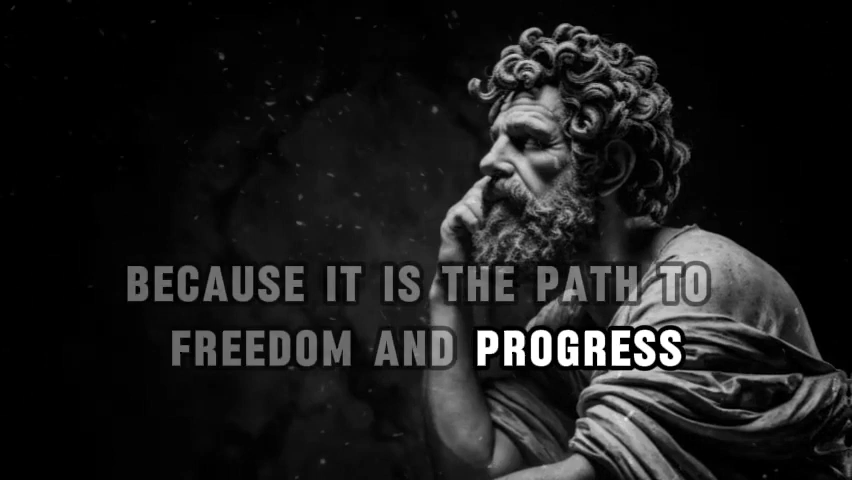 BECAUSE IT IS THE PATH TO
FREEDOM AND PROGRESS